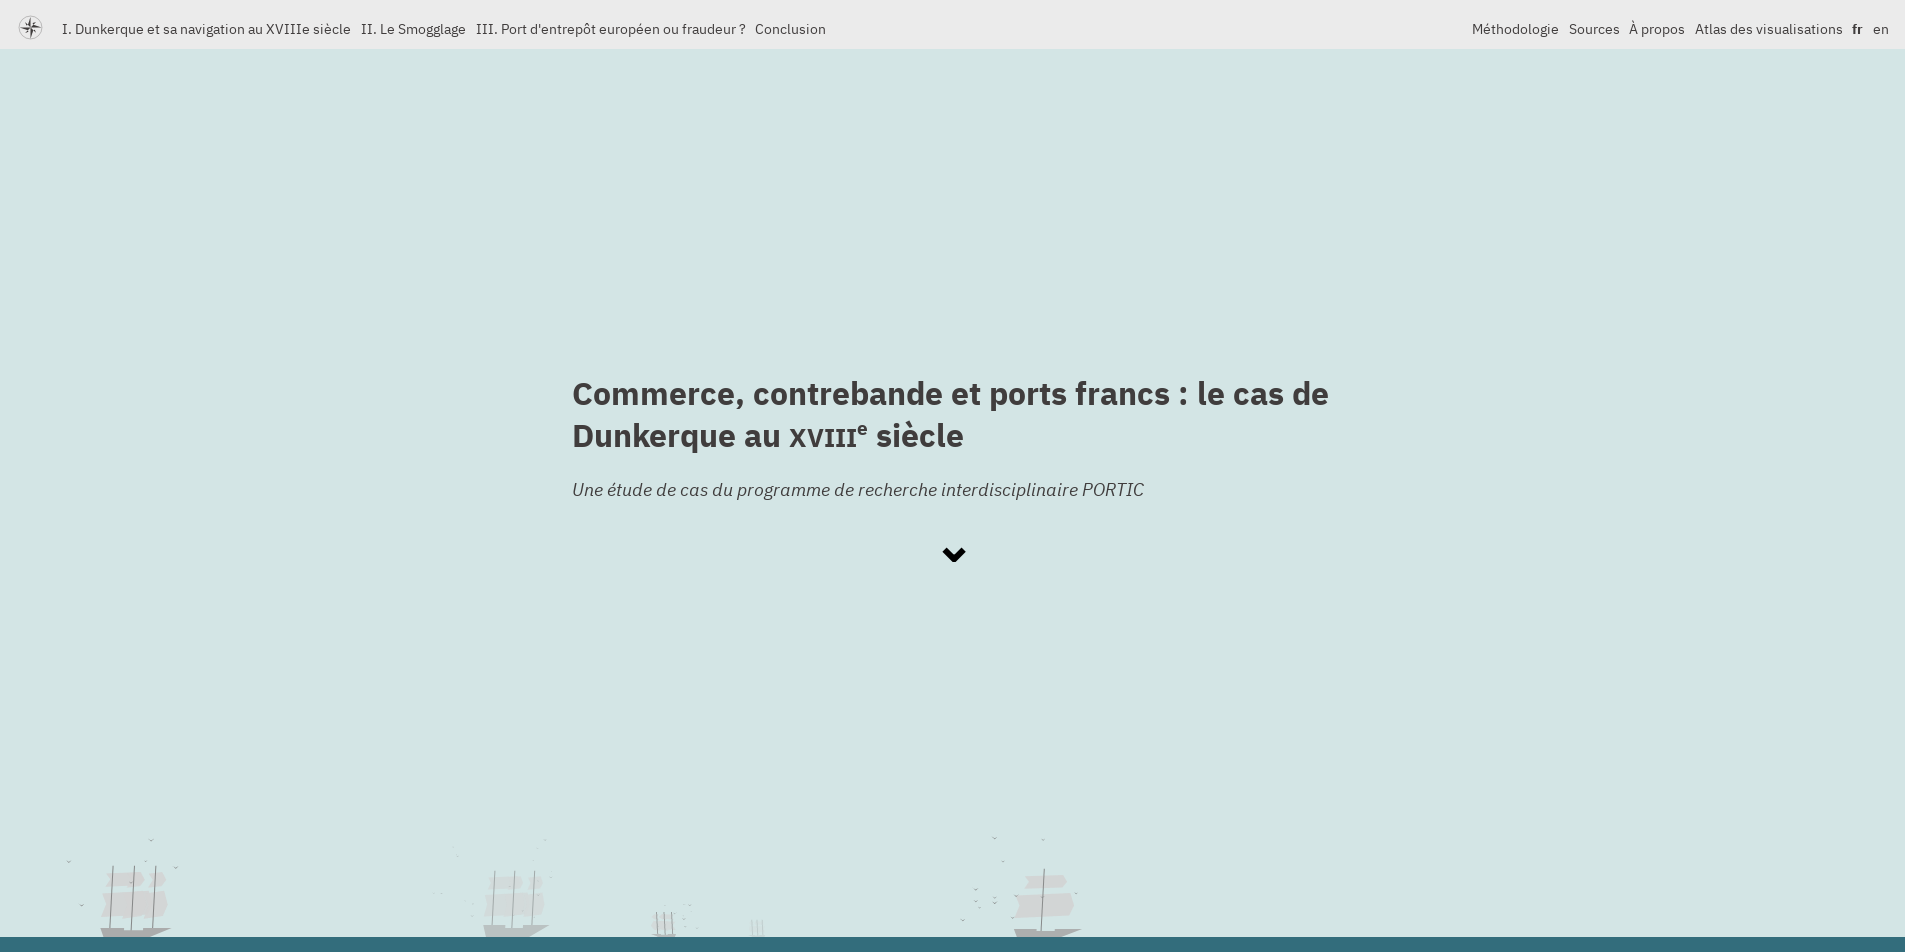 I. Dunkerque et sa navigation au XVIIIe siècle II. Le Smogglage III. Port d'entrepôt européen ou fraudeur ? Conclusion Méthodologie Sources À propos Atlas des visualisations fr en
Commerce, contrebande et ports francs : le cas de
Dunkerque au XVIIIe siècle
Une étude de cas du programme de recherche interdisciplinaire PORTIC